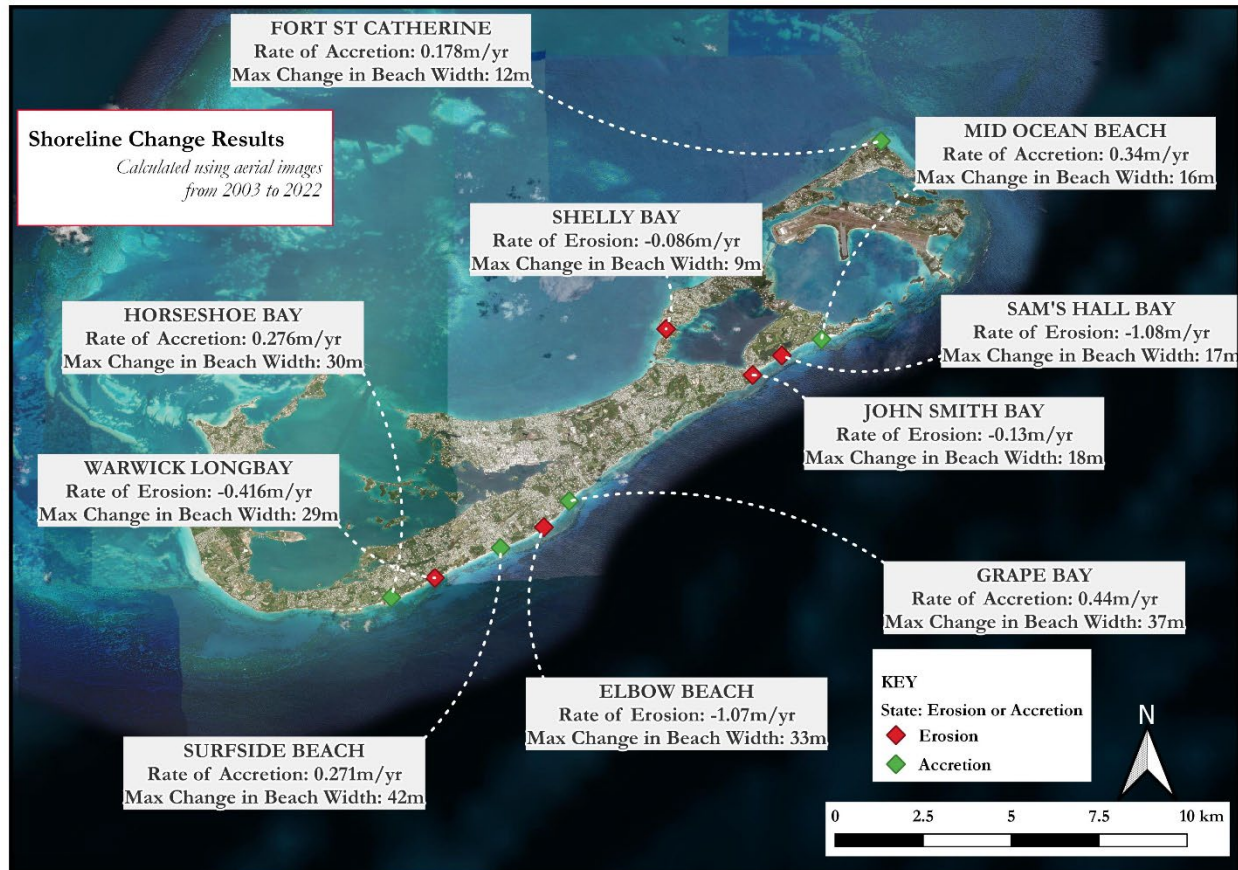 FORT ST CATHERINE
Rate of Accretion: 0.178m/yr
Max Change in Beach Width: 12m
Shoreline Change Results
Calculated using aerial images
from 2003 to 2022
MID OCEAN BEACH
Rate of Accretion: 0.34m/yr
Max Change in Beach Width: 16m
SHELLY BAY
Rate of Erosion: -0.086m/yr
Max Change in Beach Width: 9m
HORSESHOE BAY
Rate of Accretion: 0.276m/yr
Max Change in Beach Width: 30m
SAM'S HALL BAY
Rate of Erosion: -1.08m/yr
Max Change in Beach Width: 17m
JOHN SMITH BAY
Rate of Erosion: -0.13m/yr
Max Change in Beach Width: 18m
WARWICK LONGBAY
Rate of Erosion: -0.416m/yr
Max Change in Beach Width: 29m
GRAPE BAY
Rate of Accretion: 0.44m/yr
Max Change in Beach Width: 37m
ELBOW BEACH
Rate of Erosion: -1.07m/yr
Max Change in Beach Width: 33m
SURFSIDE BEACH
Rate of Accretion: 0.271m/yr
Max Change in Beach Width: 42m
KEY
State: Erosion or Accretion
Erosion
Accretion
N
0 2.5 5 7.5 10 km